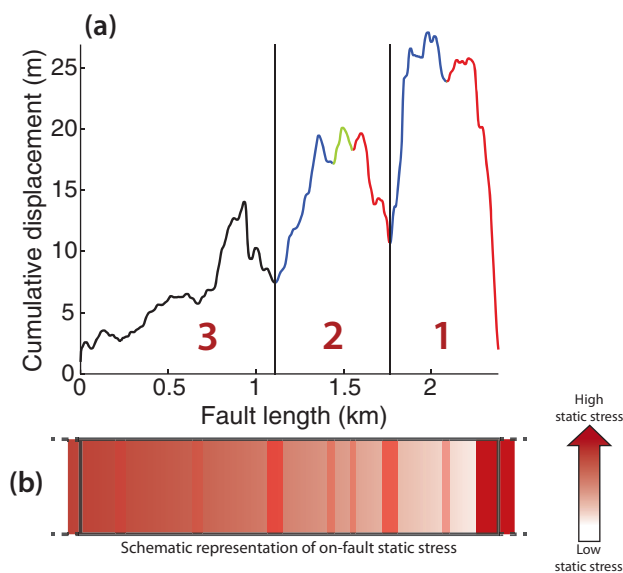 (a)
Cumulative displacement (m)
25
20
15
10
5
0
3
2
1
0
0.5
1
1.5
2
Fault length (km)
(b)
Schematic representation of on-fault static stress
High
static stress
Low
static stress